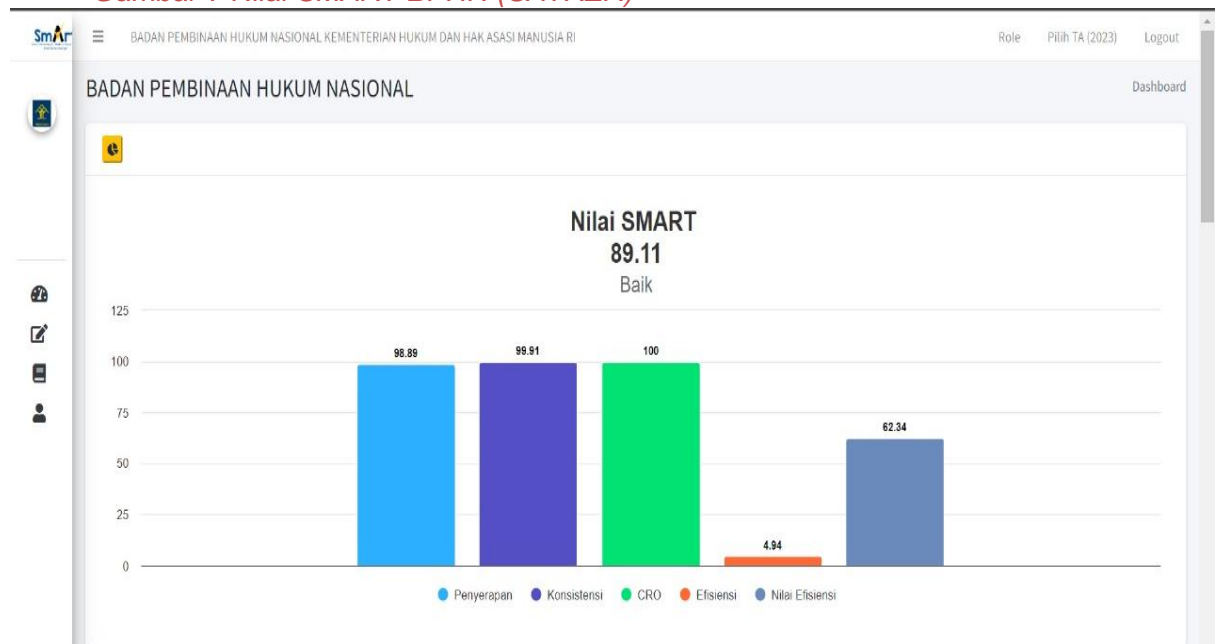 SmArT
BADAN PEMBINAAN HUKUM NASIONAL KEMENTERIAN HUKUM DAN HAK ASASI MANUSIA RI
Role
Pilih TA (2023)
Logout
BADAN PEMBINAAN HUKUM NASIONAL
Dashboard
Nilai SMART
89.11
Baik
125
100
75
50
25
0
98.89
99.91
100
4.94
62.34
Penyerapan
Konsistensi
CRO
Efisiensi
Nilai Efisiensi